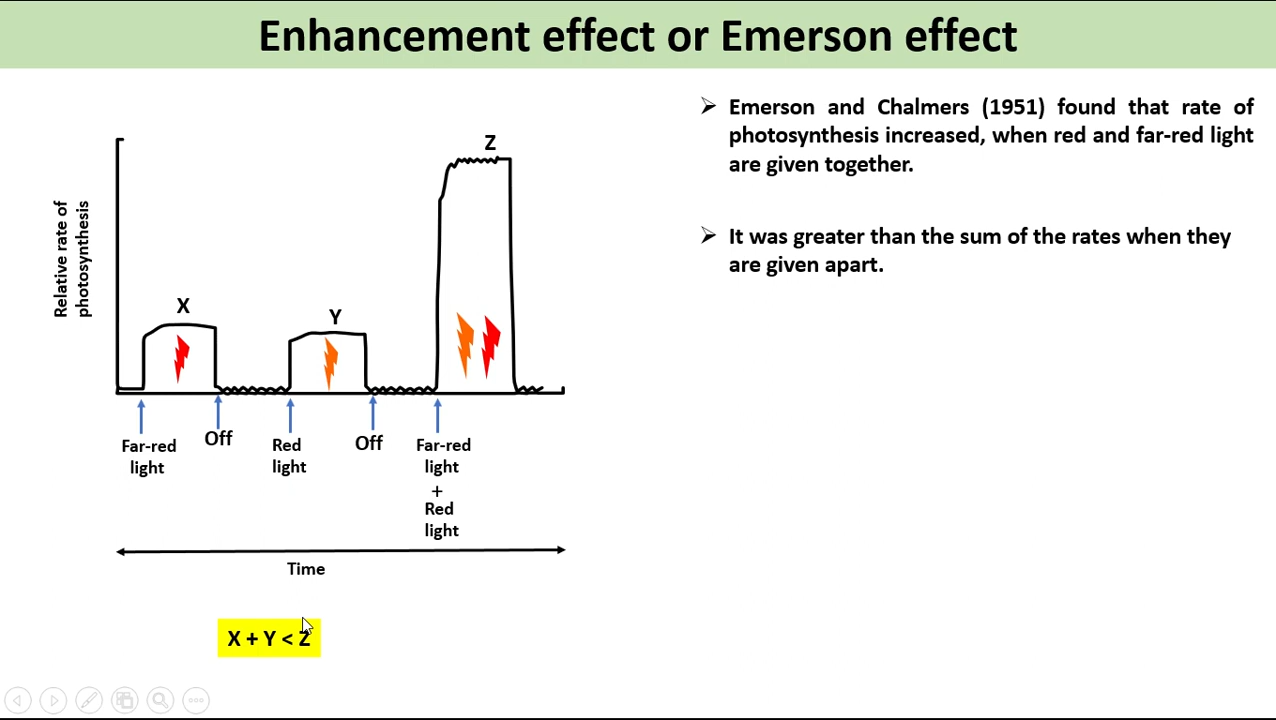 Enhancement effect or Emerson effect
➢ Emerson and Chalmers (1951) found that rate of
photosynthesis increased, when red and far-red light
are given together.
➢ It was greater than the sum of the rates when they
are given apart.
Relative rate of
photosynthesis
X
Y
Z
Far-red
light
Off
Red
light
Off
Far-red
light
+
Red
light
Time
X + Y < Z